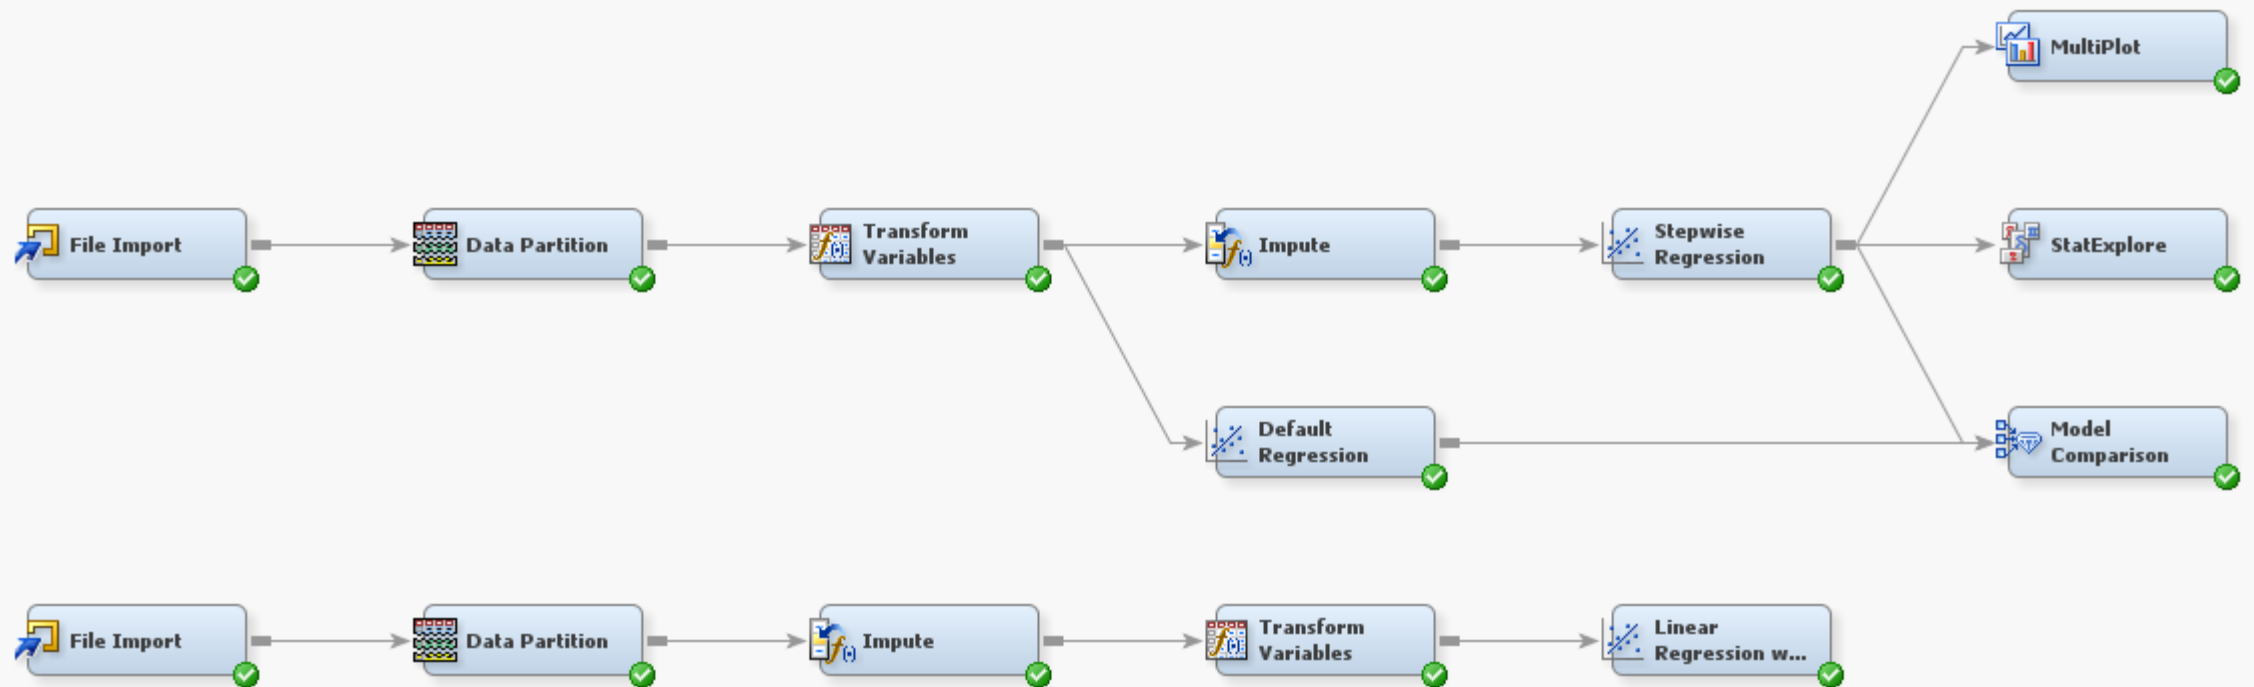 MultiPlot
File Import
Data Partition
Transform
Variables
Impute
Stepwise
Regression
StatExplore
Default
Regression
Model
Comparison
File Import
Data Partition
Impute
Transform
Variables
Linear
Regression w...